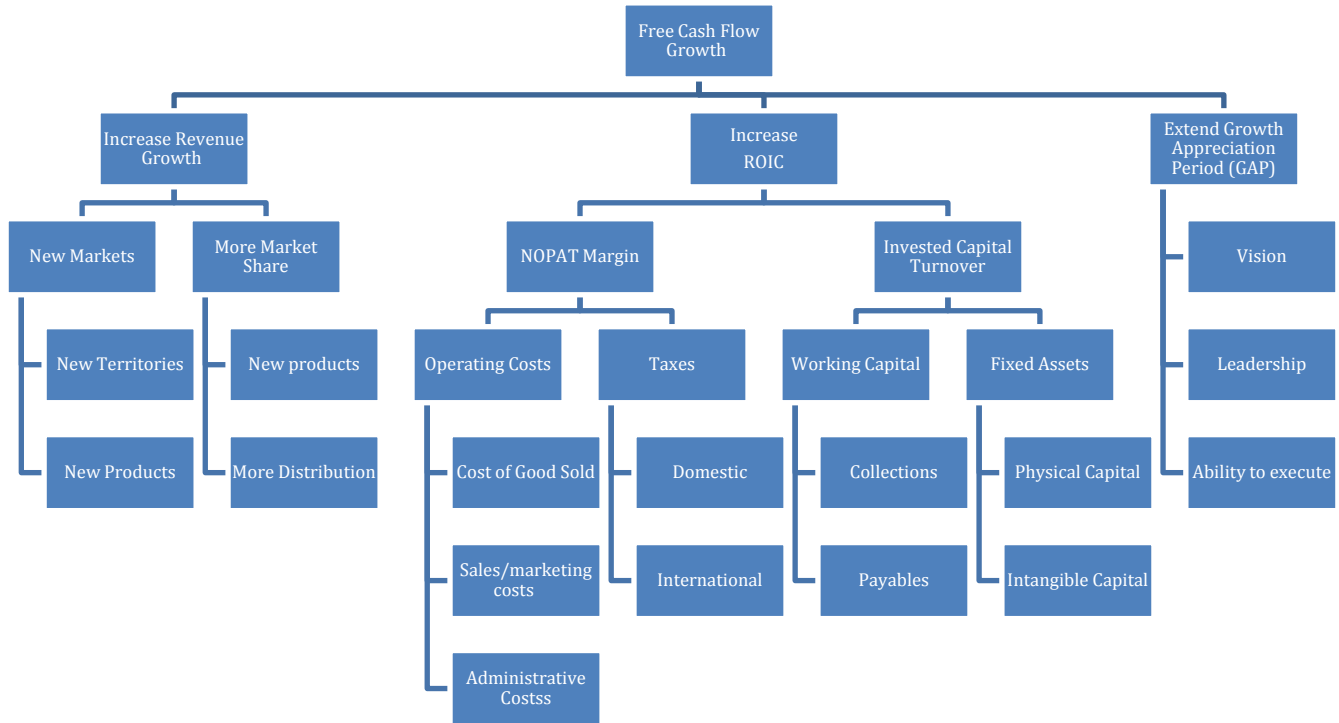 Free Cash Flow
Growth
Increase Revenue
Growth
Increase
ROIC
Extend Growth
Appreciation
Period (GAP)
New Markets
More Market
Share
NOPAT Margin
Invested Capital
Turnover
Vision
New Territories
New products
Operating Costs
Taxes
Working Capital
Fixed Assets
Leadership
New Products
More Distribution
Cost of Good Sold
Domestic
Collections
Physical Capital
Ability to execute
Sales/marketing
costs
International
Payables
Intangible Capital
Administrative
Costss